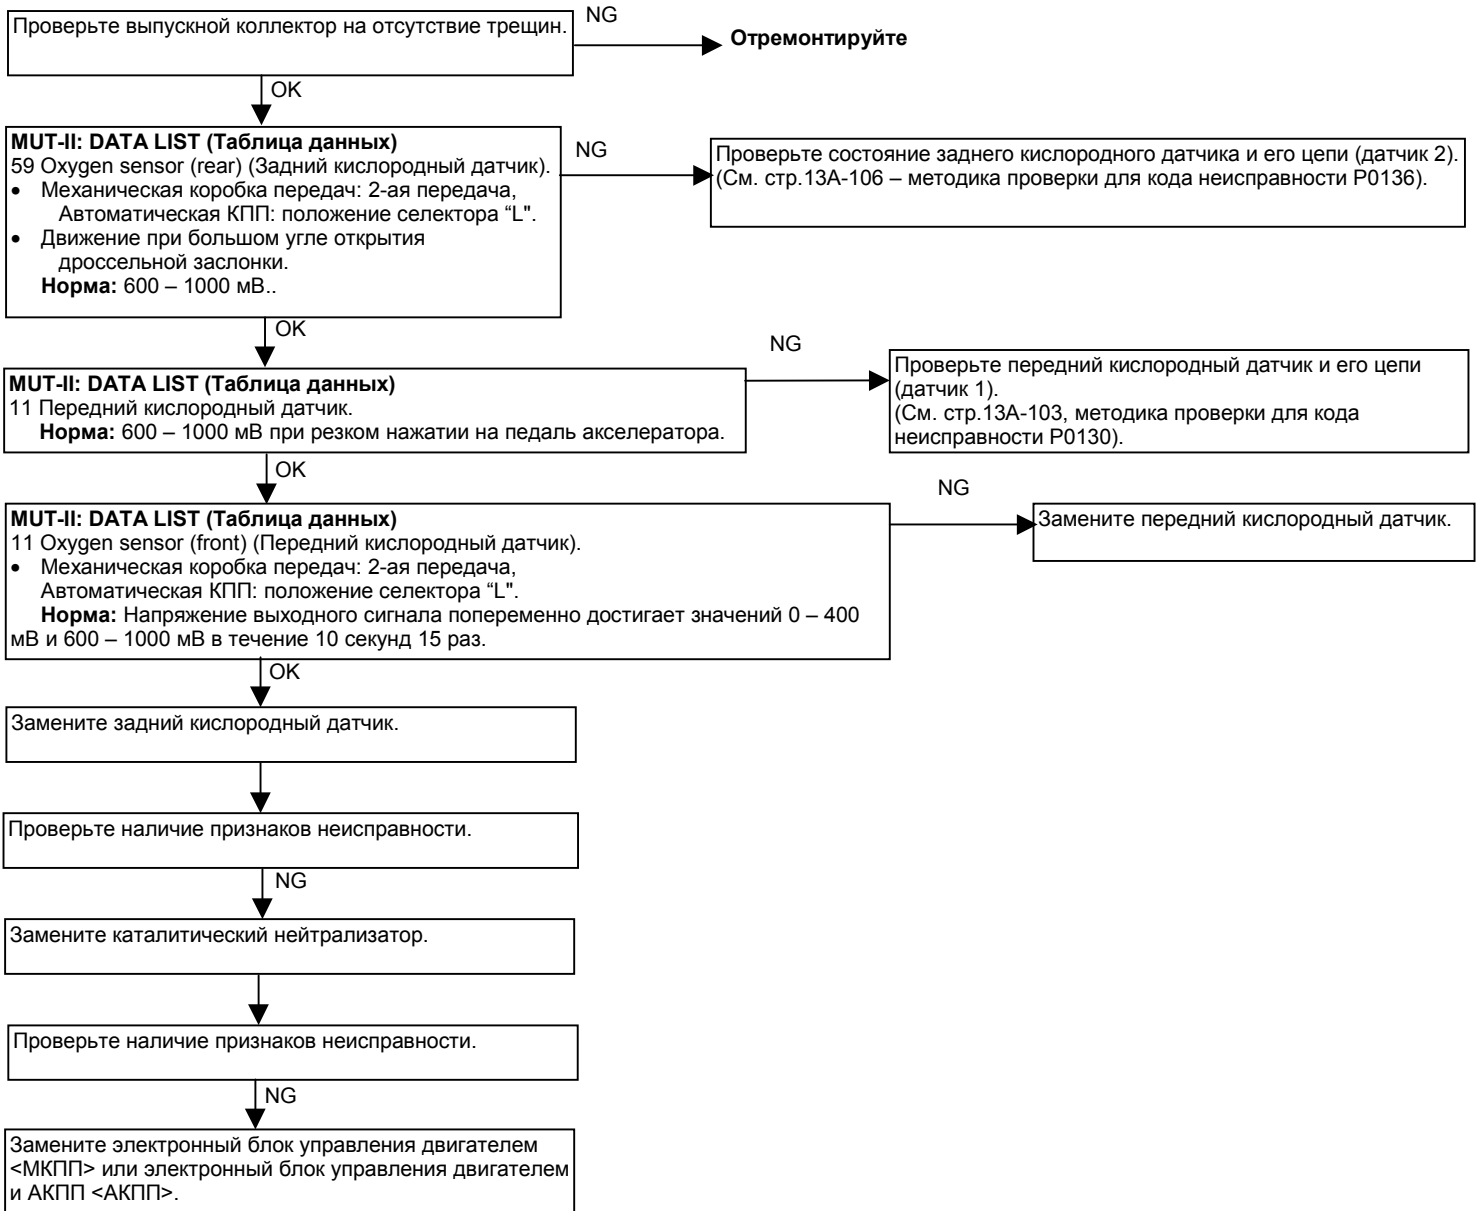 Проверьте выпускной коллектор на отсутствие трещин.
NG
Отремонтируйте
OK
MUT-II: DATA LIST (Таблица данных)
59 Oxygen sensor (rear) (Задний кислородный датчик).
• Механическая коробка передач: 2-ая передача,
Автоматическая КПП: положение селектора “L".
• Движение при большом угле открытия
дроссельной заслонки.
Норма: 600 – 1000 мВ..
NG
Проверьте состояние заднего кислородного датчика и его цепи (датчик 2).
(См. стр.13А-106 – методика проверки для кода неисправности P0136).
OK
MUT-II: DATA LIST (Таблица данных)
11 Передний кислородный датчик.
Норма: 600 – 1000 мВ при резком нажатии на педаль акселератора.
NG
Проверьте передний кислородный датчик и его цепи
(датчик 1).
(См. стр.13А-103, методика проверки для кода
неисправности P0130).
OK
MUT-II: DATA LIST (Таблица данных)
11 Oxygen sensor (front) (Передний кислородный датчик).
• Механическая коробка передач: 2-ая передача,
Автоматическая КПП: положение селектора “L".
Норма: Напряжение выходного сигнала попеременно достигает значений 0 – 400
мВ и 600 – 1000 мВ в течение 10 секунд 15 раз.
NG
Замените передний кислородный датчик.
OK
Замените задний кислородный датчик.
Проверьте наличие признаков неисправности.
NG
Замените каталитический нейтрализатор.
Проверьте наличие признаков неисправности.
NG
Замените электронный блок управления двигателем
<МКПП> или электронный блок управления двигателем
и АКПП <АКПП>.